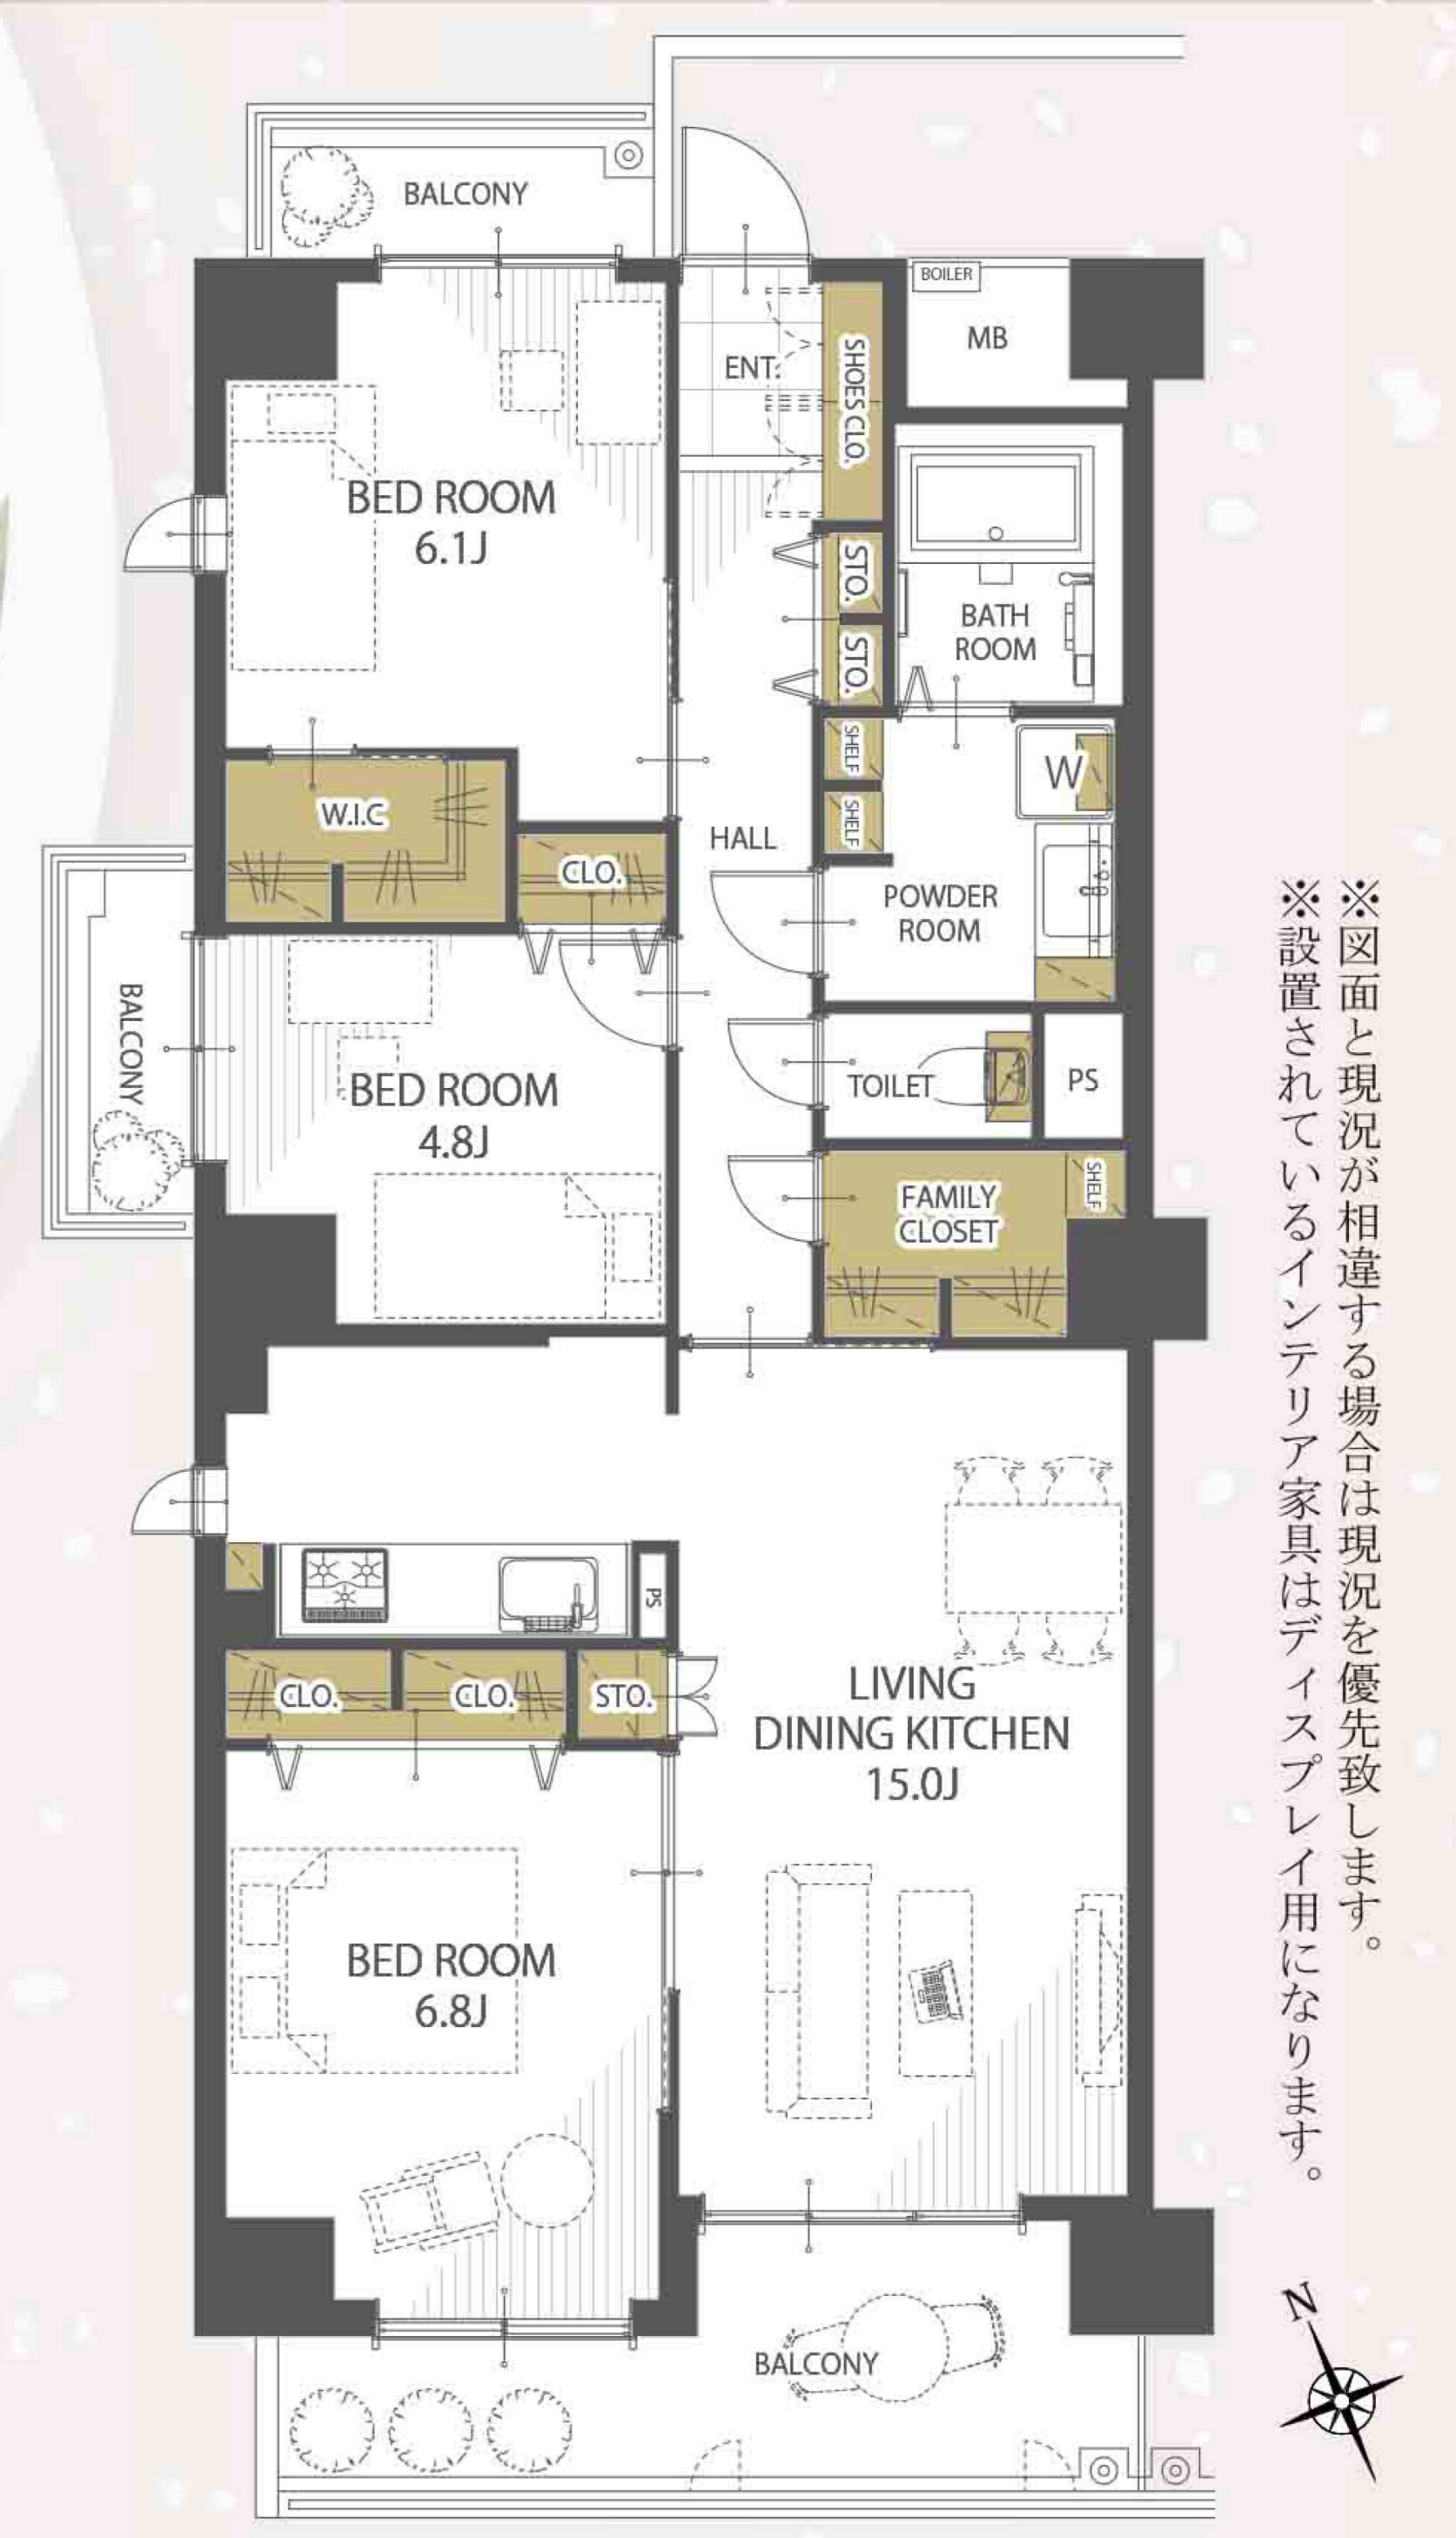 BALCONY
BOILER
MB
ENT.
SHOES CLO.
BED ROOM
6.1J
STO.
STO.
BATH
ROOM
W.I.C
CLO.
SHELF
SHELF
W
HALL
POWDER
ROOM
BALCONY
BED ROOM
4.8J
TOILET
PS
FAMILY
CLOSET
SHELF
PS
CLO.
CLO.
STO.
LIVING
DINING KITCHEN
15.0J
BED ROOM
6.8J
BALCONY
※図面と現況が相違する場合は現況を優先致します。
※設置されているインテリア家具はディスプレイ用になります。
N